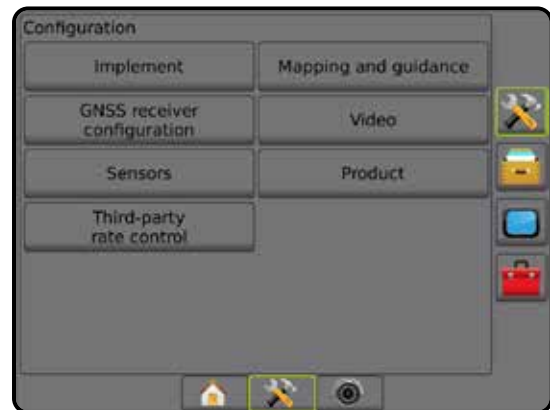 Configuration
Implement
Mapping and guidance
GNSS receiver
configuration
Video
Sensors
Product
Third-party
rate control